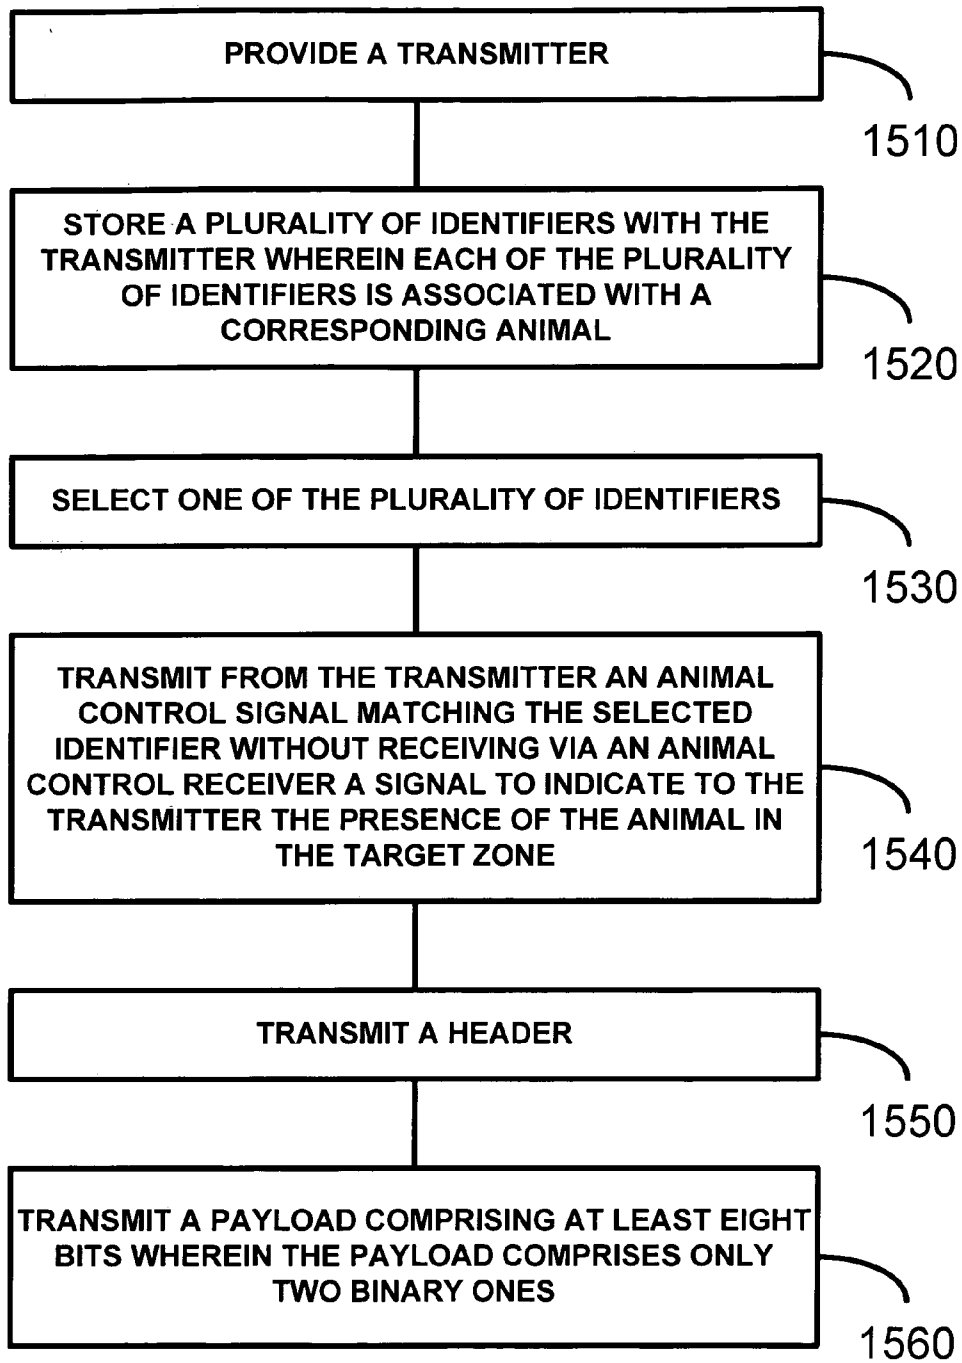 PROVIDE A TRANSMITTER
1510
STORE A PLURALITY OF IDENTIFIERS WITH THE
TRANSMITTER WHEREIN EACH OF THE PLURALITY
OF IDENTIFIERS IS ASSOCIATED WITH A
CORRESPONDING ANIMAL
1520
SELECT ONE OF THE PLURALITY OF IDENTIFIERS
1530
TRANSMIT FROM THE TRANSMITTER AN ANIMAL
CONTROL SIGNAL MATCHING THE SELECTED
IDENTIFIER WITHOUT RECEIVING VIA AN ANIMAL
CONTROL RECEIVER A SIGNAL TO INDICATE TO THE
TRANSMITTER THE PRESENCE OF THE ANIMAL IN
THE TARGET ZONE
1540
TRANSMIT A HEADER
1550
TRANSMIT A PAYLOAD COMPRISING AT LEAST EIGHT
BITS WHEREIN THE PAYLOAD COMPRISES ONLY
TWO BINARY ONES
1560